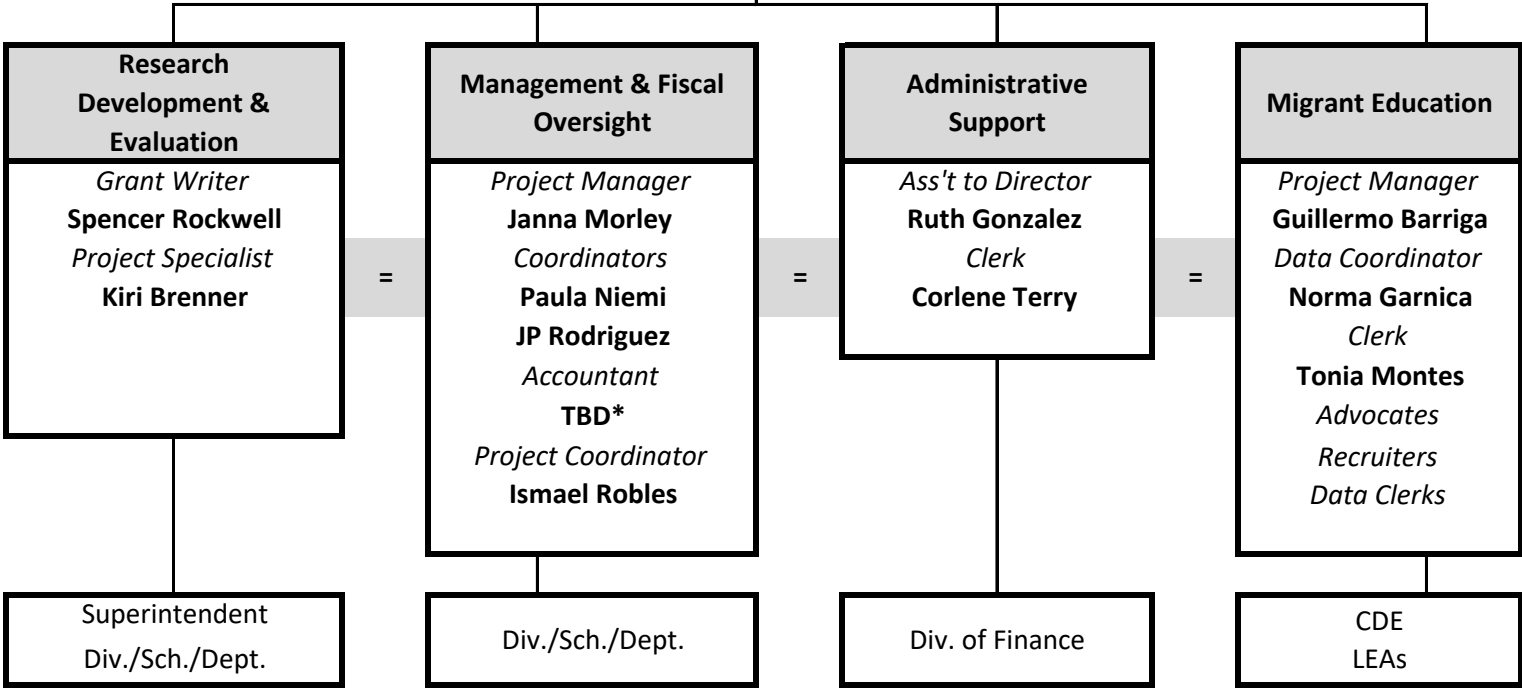 Research
Development &
Evaluation
Grant Writer
Spencer Rockwell
Project Specialist
Kiri Brenner
=
Management & Fiscal
Oversight
Project Manager
Janna Morley
Coordinators
Paula Niemi
JP Rodriguez
Accountant
TBD*
Project Coordinator
Ismael Robles
=
Administrative
Support
Ass't to Director
Ruth Gonzalez
Clerk
Corlene Terry
=
Migrant Education
Project Manager
Guillermo Barriga
Data Coordinator
Norma Garnica
Clerk
Tonia Montes
Advocates
Recruiters
Data Clerks
Superintendent
Div./Sch./Dept.
Div./Sch./Dept.
Div. of Finance
CDE
LEAs